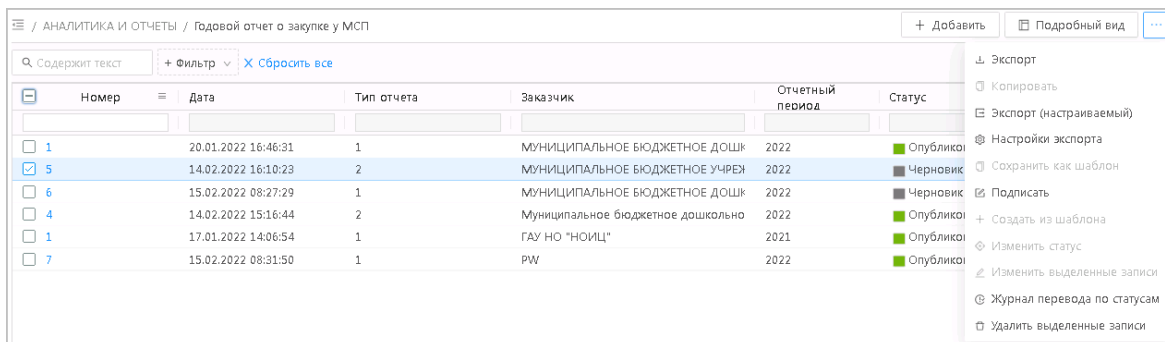 / АНАЛИТИКА И ОТЧЕТЫ / Годовой отчет о закупке у МСП + Добавить Подробный вид ...
Содержит текст + Фильтр × Сбросить все
Номер Дата Тип отчета Заказчик Отчетный период Статус
1 20.01.2022 16:46:31 1 МУНИЦИПАЛЬНОЕ БЮДЖЕТНОЕ ДОШК 2022 Опубликов
5 14.02.2022 16:10:23 2 МУНИЦИПАЛЬНОЕ БЮДЖЕТНОЕ УЧРЕЖ 2022 Черновик
6 15.02.2022 08:27:29 1 МУНИЦИПАЛЬНОЕ БЮДЖЕТНОЕ ДОШК 2022 Черновик
4 14.02.2022 15:16:44 2 Муниципальное бюджетное дошкольно 2022 Опубликов
1 17.01.2022 14:06:54 1 ГАУ НО "НОИЦ" 2021 Опубликов
7 15.02.2022 08:31:50 1 PW 2022 Опубликов
Экспорт
Копировать
Экспорт (настраиваемый)
Настройки экспорта
Сохранить как шаблон
Подписать
+ Создать из шаблона
Изменить статус
Изменить выделенные записи
Журнал перевода по статусам
Удалить выделенные записи